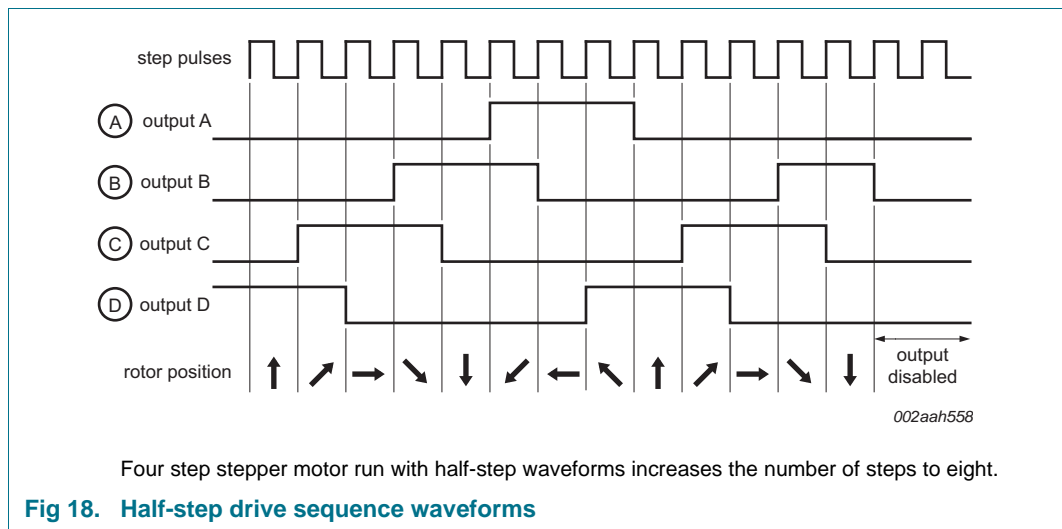 step pulses
A output A
B output B
C output C
D output D
rotor position
output
disabled
002aah558
Four step stepper motor run with half-step waveforms increases the number of steps to eight.
Fig 18. Half-step drive sequence waveforms